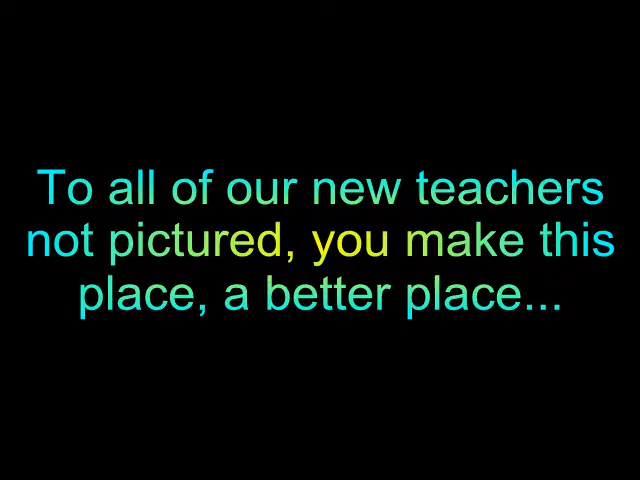 To all of our new teachers
not pictured, you make this
place, a better place...